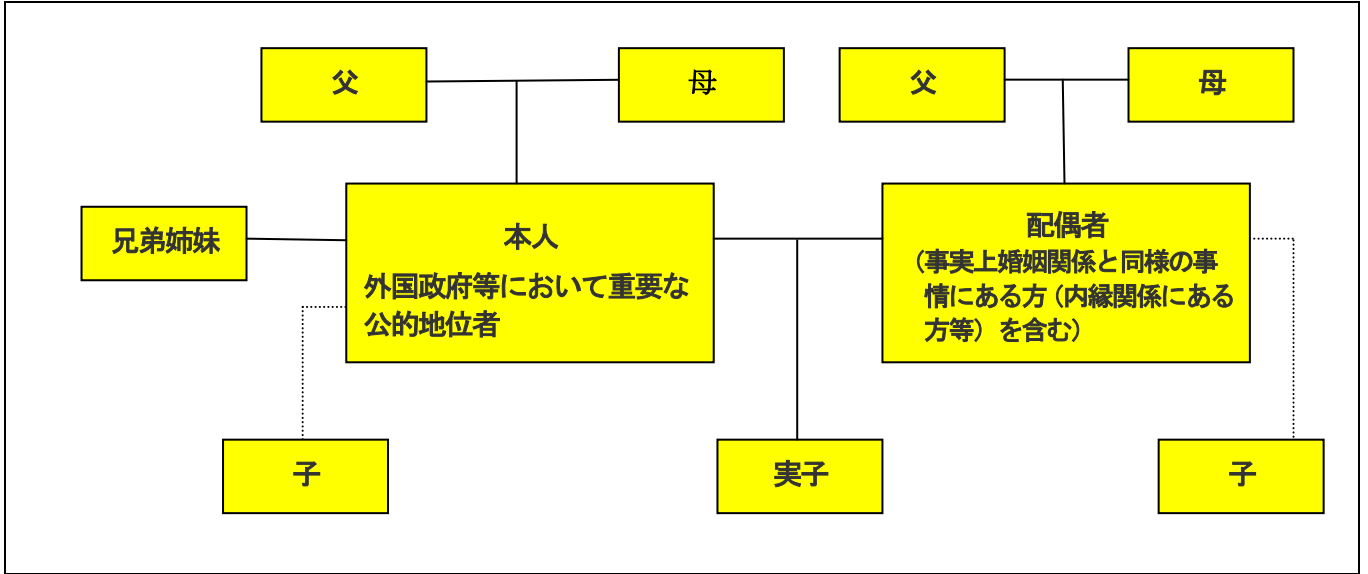 父
母
父
母
兄弟姉妹
本人
外国政府等において重要な
公的地位者
配偶者
（事実上婚姻関係と同様の事
情にある方（内縁関係にある
方等）を含む）
子
実子
子